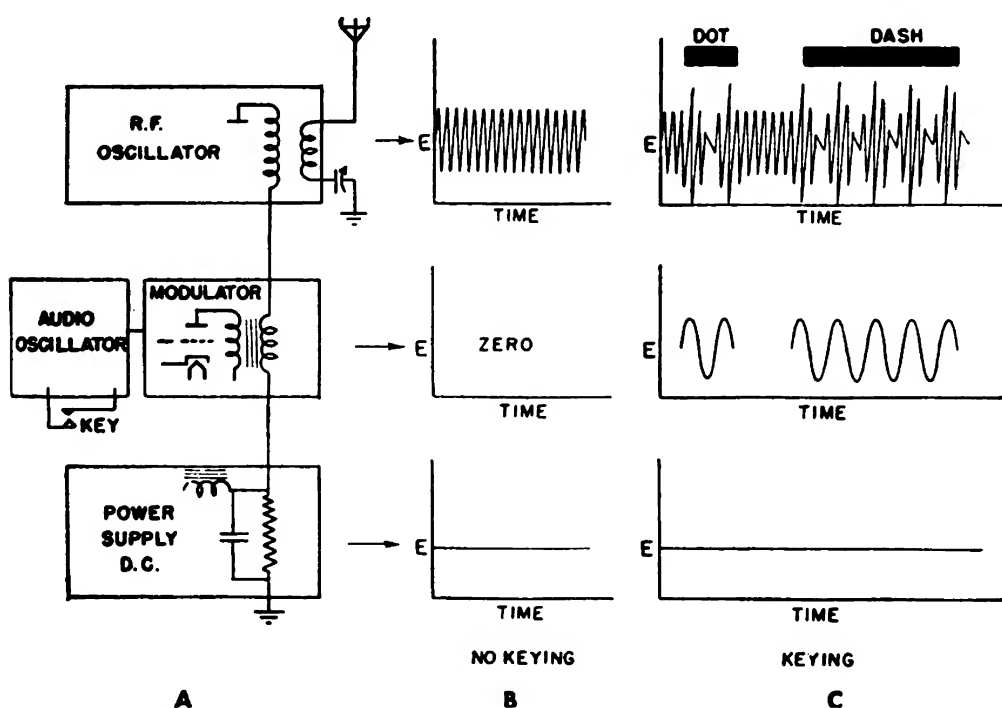 DOT
DASH
R.F.
OSCILLATOR
E
TIME
E
TIME
AUDIO
OSCILLATOR
KEY
MODULATOR
E
ZERO
TIME
E
TIME
POWER
SUPPLY
D.C.
E
TIME
E
TIME
NO KEYING
KEYING
A
B
C